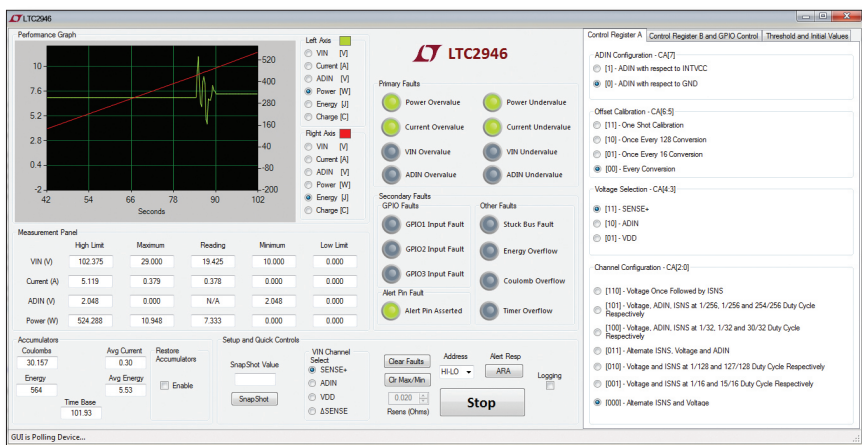 LTC2946
Performance Graph
10
7.6
5.2
2.8
0.4
-2
520
400
280
160
40
-80
-200
42 54 66 78 90 102
Seconds
Left Axis
VIN [V]
Current [A]
ADIN [V]
Power [W]
Energy [J]
Charge [C]
Right Axis
VIN [V]
Current [A]
ADIN [V]
Power [W]
Energy [J]
Charge [C]
LTC2946
Primary Faults
Power Overvalue Power Undervalue
Current Overvalue Current Undervalue
VIN Overvalue VIN Undervalue
ADIN Overvalue ADIN Undervalue
Secondary Faults
GPIO Faults
GPIO1 Input Fault
GPIO2 Input Fault
GPIO3 Input Fault
Alert Pin Fault
Alert Pin Asserted
Other Faults
Stuck Bus Fault
Energy Overflow
Coulomb Overflow
Timer Overflow
Measurement Panel
High Limit Maximum Reading Minimum Low Limit
VIN (V) 102.375 29.000 19.425 10.000 0.000
Current (A) 5.119 0.379 0.378 0.000 0.000
ADIN (V) 2.048 0.000 N/A 2.048 0.000
Power (W) 524.288 10.948 7.333 0.000 0.000
Accumulators
Coulombs
30.157
Avg Current
0.30
Energy
564
Avg Energy
5.53
Time Base
101.93
Restore
Accumulators
Enable
Setup and Quick Controls
SnapShot Value
SnapShot
VIN Channel
Select
SENSE+
ADIN
VDD
ΔSENSE
Clear Faults
Clr Max/Min
0.020
Rsens (Ohms)
Address
HI-LO
Alert Resp
ARA
Stop
Logging
Control Register A Control Register B and GPIO Control Threshold and Initial Values
ADIN Configuration - CA[7]
[1] - ADIN with respect to INTVCC
[0] - ADIN with respect to GND
Offset Calibration - CA[6:5]
[11] - One Shot Calibration
[10] - Once Every 128 Conversion
[01] - Once Every 16 Conversion
[00] - Every Conversion
Voltage Selection - CA[4:3]
[11] - SENSE+
[10] - ADIN
[01] - VDD
Channel Configuration - CA[2:0]
[110] - Voltage Once Followed by ISNS
[101] - Voltage, ADIN, ISNS at 1/256, 1/256 and 254/256 Duty Cycle
Respectively
[100] - Voltage, ADIN, ISNS at 1/32, 1/32 and 30/32 Duty Cycle
Respectively
[011] - Alternate ISNS, Voltage and ADIN
[010] - Voltage and ISNS at 1/128 and 127/128 Duty Cycle Respectively
[001] - Voltage and ISNS at 1/16 and 15/16 Duty Cycle Respectively
[000] - Alternate ISNS and Voltage
GUI is Polling Device...